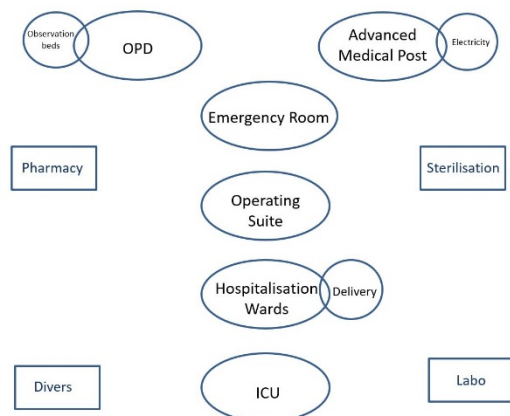 Observation
beds
OPD
Advanced
Medical Post
Electricity
Emergency Room
Pharmacy
Sterilisation
Operating
Suite
Hospitalisation
Wards
Delivery
Divers
ICU
Labo